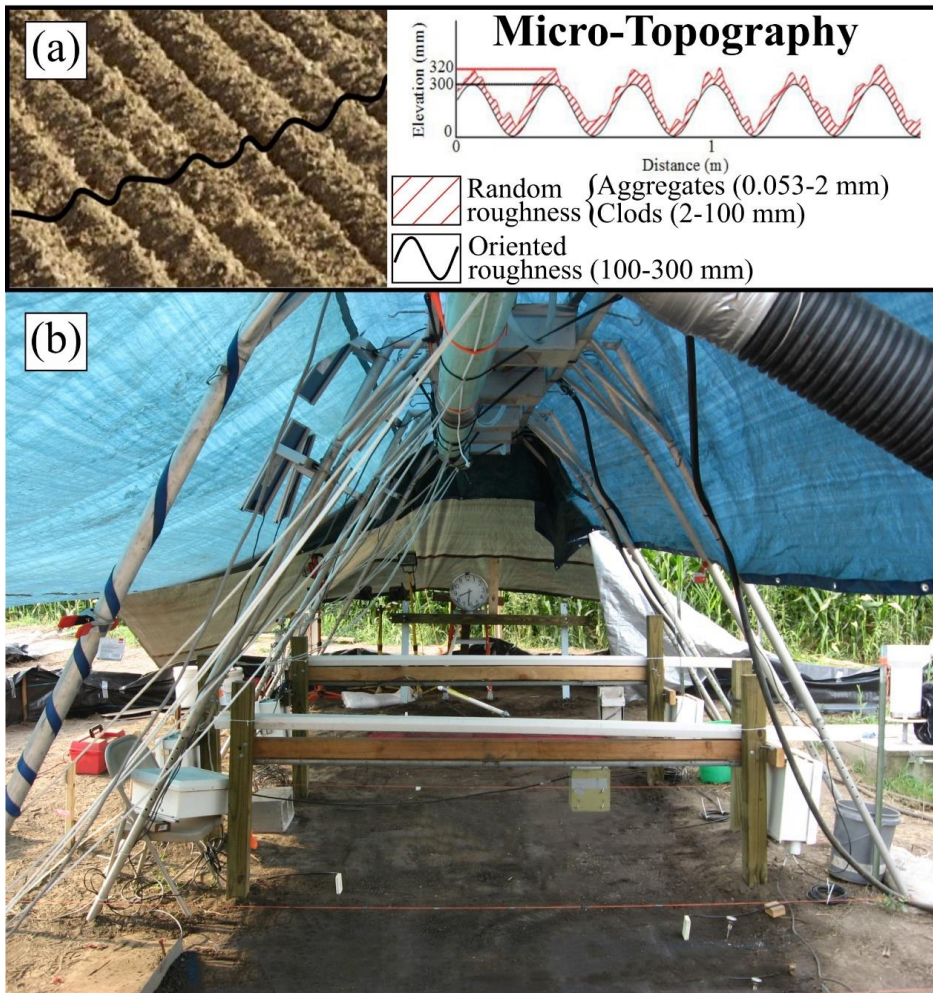 (a)
Micro-Topography
Elevation (mm)
320
300
0
0
1
Distance (m)
Random roughness { Aggregates (0.053-2 mm)
Clods (2-100 mm)
Oriented
roughness (100-300 mm)
(b)